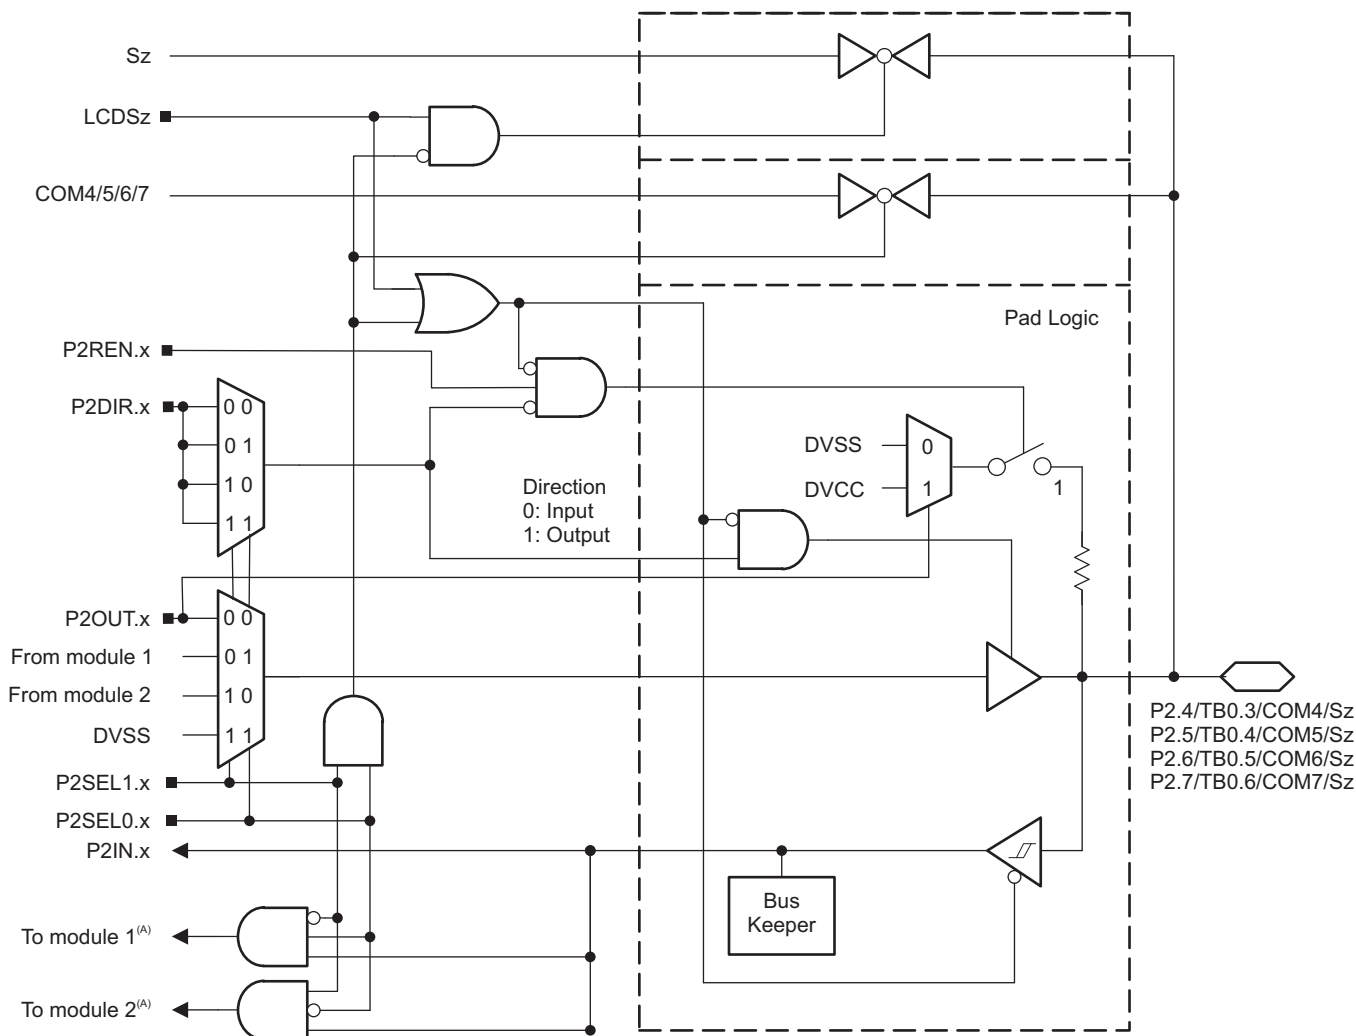 Sz
LCDSz
COM4/5/6/7
Pad Logic
P2REN.x
P2DIR.x
0 0
0 1
1 0
1 1
Direction
0: Input
1: Output
DVSS
DVCC
0
1
1
P2OUT.x
From module 1
From module 2
DVSS
0 0
0 1
1 0
1 1
P2.4/TB0.3/COM4/Sz
P2.5/TB0.4/COM5/Sz
P2.6/TB0.5/COM6/Sz
P2.7/TB0.6/COM7/Sz
P2SEL1.x
P2SEL0.x
P2IN.x
Bus
Keeper
To module 1(A)
To module 2(A)